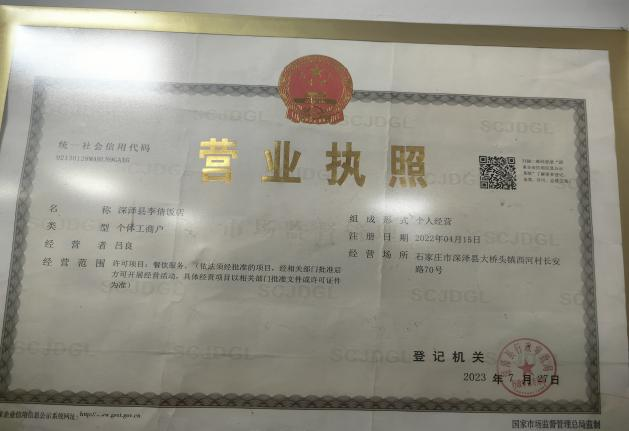 统一社会信用代码
营业执照
扫描二维码登录“国
家企业信用信息公示
系统”了解更多登记、
备案、许可、监管信息。
名 称 深泽县李倩饭店
类 型 个体工商户
经营者 吕良
经营范围 许可项目：餐饮服务。（依法须经批准的项目，经相关部门批准后
方可开展经营活动，具体经营项目以相关部门批准文件或许可证件
为准）
组成形式 个人经营
注册日期 2022年04月15日
经营场所 石家庄市深泽县大桥头镇西河村长安
路70号
登记机关
2023 年 7 月 27 日
企业信用信息公示系统网址：http://www.gsxt.gov.cn
国家市场监督管理总局监制
SCJDGL
市场监督